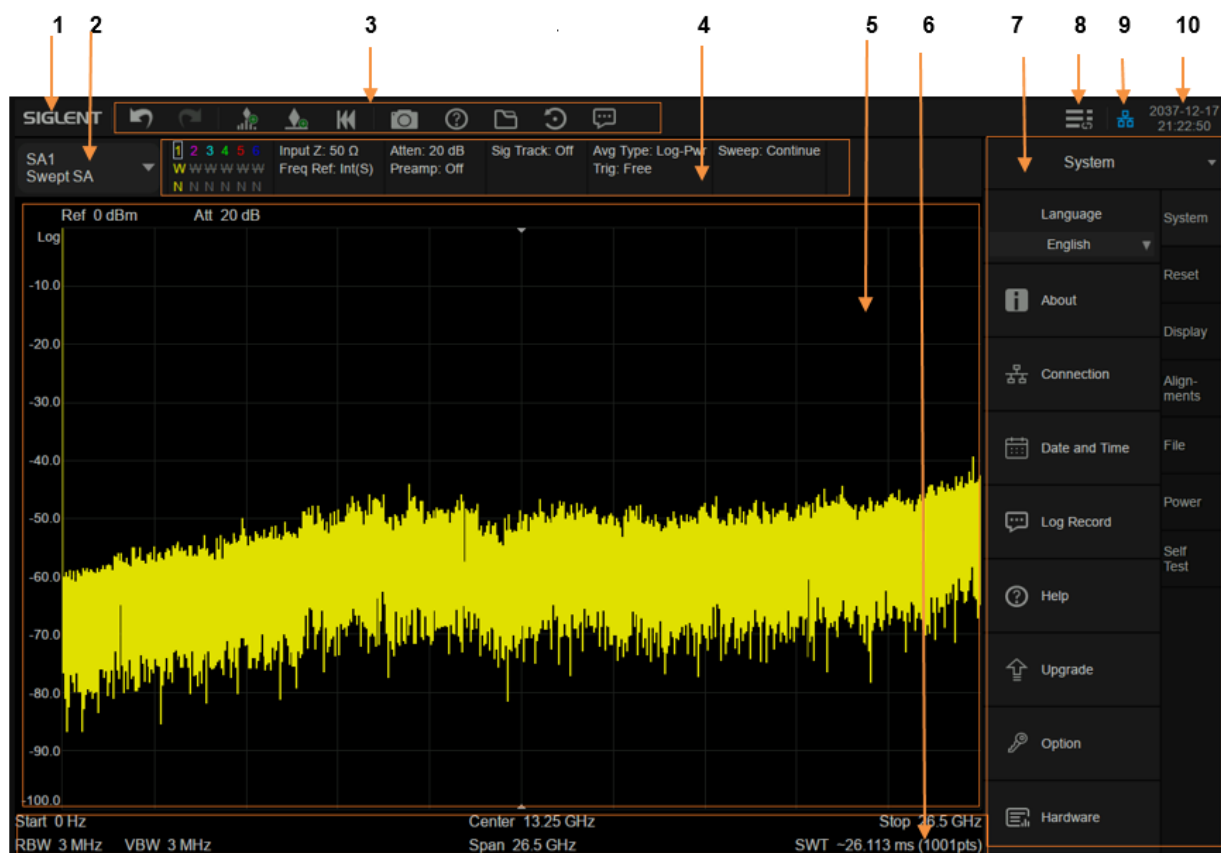 1 2 3 4 5 6 7 8 9 10
SIGLENT
2037-12-17
21:22:50
SA1
Swept SA
1 2 3 4 5 6
W W W W W W
N N N N N N
Input Z: 50 Ω
Freq Ref: Int(S)
Atten: 20 dB
Preamp: Off
Sig Track: Off
Avg Type: Log-Pwr
Trig: Free
Sweep: Continue
Ref 0 dBm Att 20 dB
Log
-10.0
-20.0
-30.0
-40.0
-50.0
-60.0
-70.0
-80.0
-90.0
-100.0
Start 0 Hz Center 13.25 GHz Stop 26.5 GHz
RBW 3 MHz VBW 3 MHz Span 26.5 GHz SWT ~26.113 ms (1001pts)
System
Language
English
About
Connection
Date and Time
Log Record
Help
Upgrade
Option
Hardware
System
Reset
Display
Align-
ments
File
Power
Self
Test